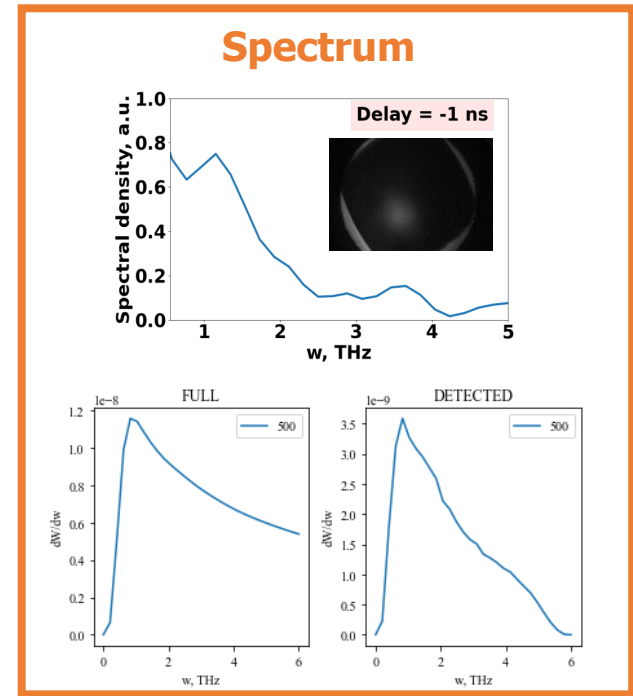 Spectrum
1.0
0.8
0.6
0.4
0.2
0.0
Spectral density, a.u.
Delay = -1 ns
1 2 3 4 5
w, THz
1e-8
FULL
500
1.2
1.0
0.8
0.6
0.4
0.2
0.0
dW/dw
0 2 4 6
w, THz
1e-9
DETECTED
500
3.5
3.0
2.5
2.0
1.5
1.0
0.5
0.0
dW/dw
0 2 4 6
w, THz